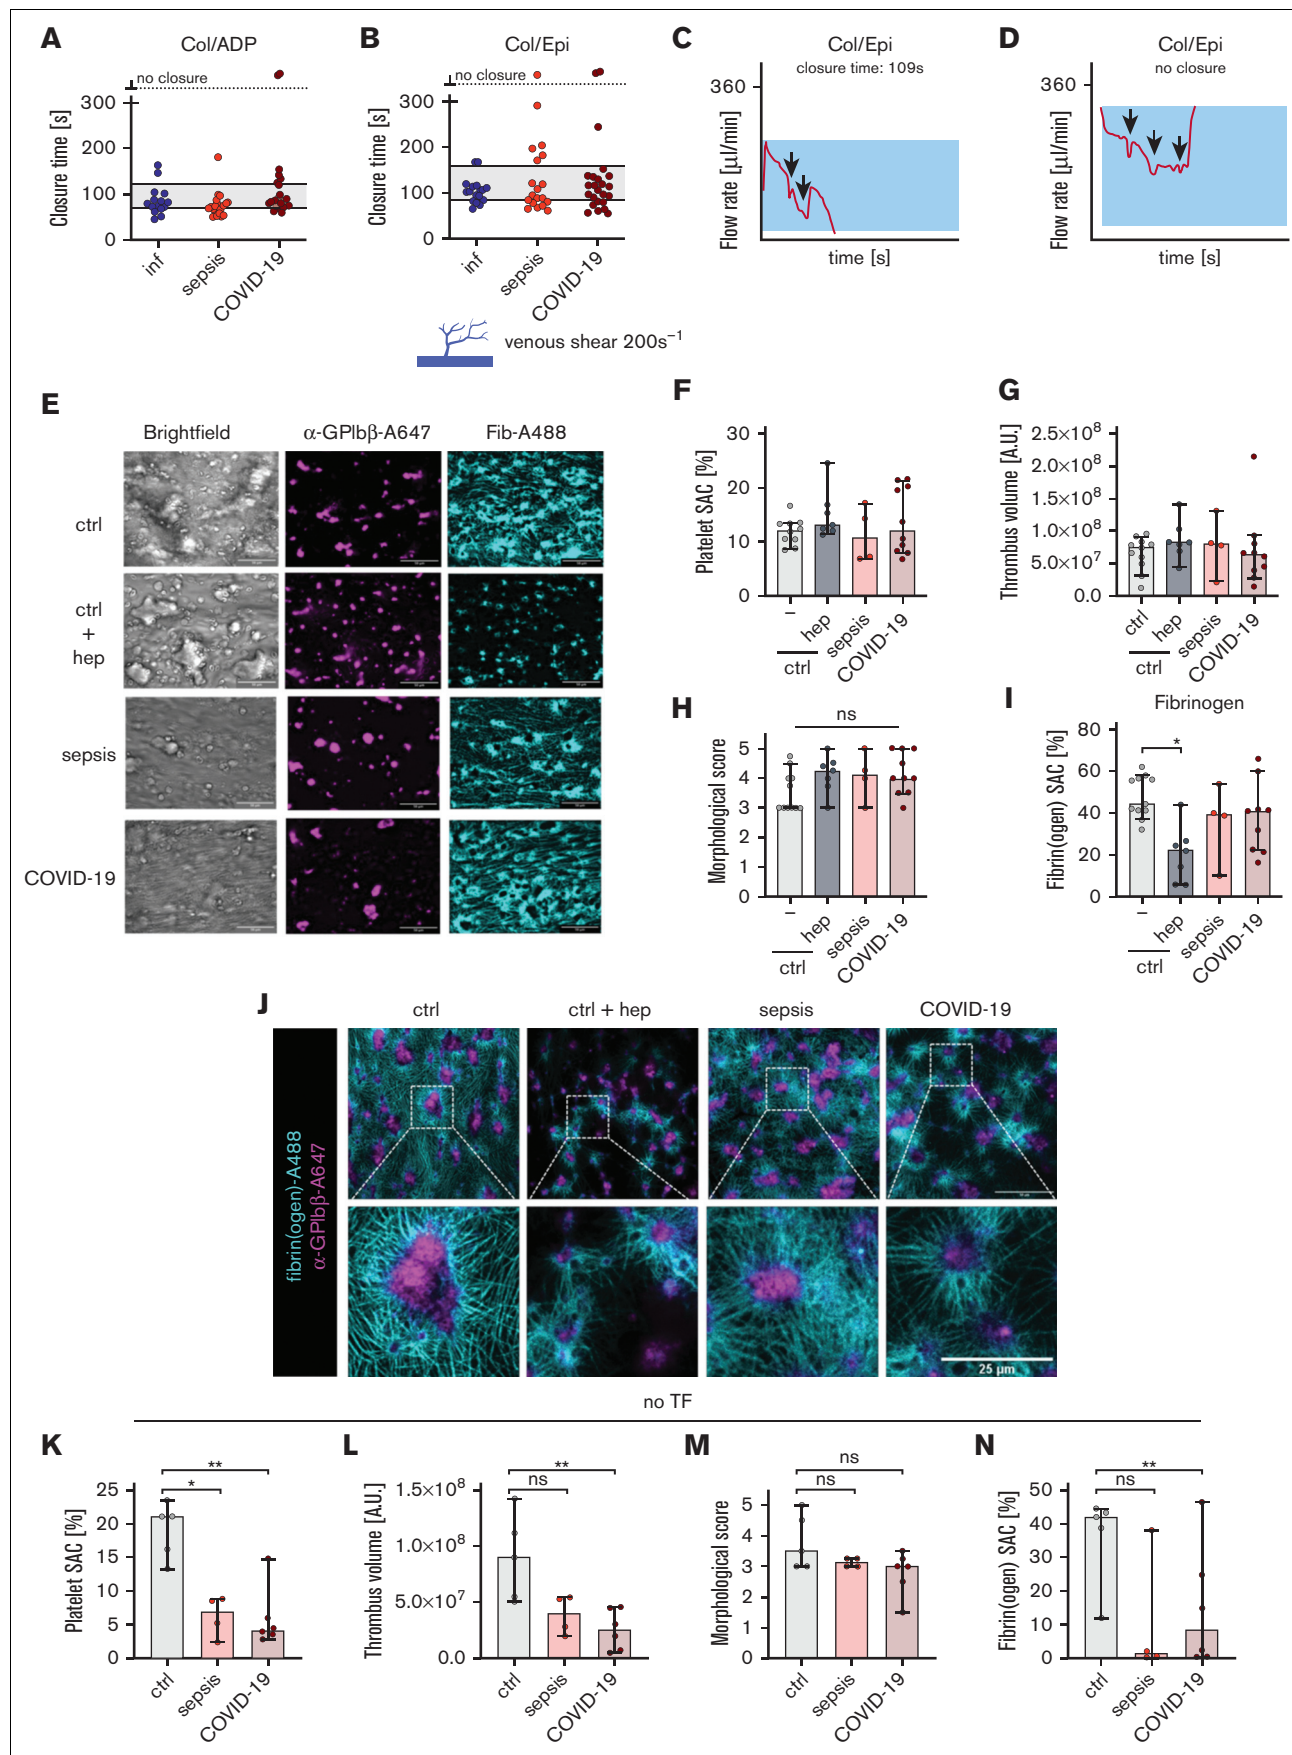 A
Col/ADP
no closure
Closure time [s]
300
200
100
0
inf
sepsis
COVID-19
B
Col/Epi
no closure
Closure time [s]
300
200
100
0
inf
sepsis
COVID-19
C
Col/Epi
closure time: 109s
360
Flow rate [µl/min]
time [s]
D
Col/Epi
no closure
360
Flow rate [µl/min]
time [s]
venous shear 200s⁻¹
E
Brightfield
α-GPIbβ-A647
Fib-A488
ctrl
ctrl
+
hep
sepsis
COVID-19
F
Platelet SAC [%]
30
20
10
0
–
hep
sepsis
COVID-19
ctrl
G
Thrombus volume [A.U.]
2.5×10⁸
2.0×10⁸
1.5×10⁸
1.0×10⁸
5.0×10⁷
0.0
ctrl
hep
sepsis
COVID-19
ctrl
H
ns
Morphological score
5
4
3
2
1
0
–
hep
sepsis
COVID-19
ctrl
I
Fibrinogen
*
Fibrin(ogen) SAC [%]
80
60
40
20
0
–
hep
sepsis
COVID-19
ctrl
J
ctrl
ctrl + hep
sepsis
COVID-19
fibrin(ogen)-A488
α-GPIbβ-A647
25 µm
no TF
K
**
*
Platelet SAC [%]
25
20
15
10
5
0
ctrl
sepsis
COVID-19
L
**
ns
Thrombus volume [A.U.]
1.5×10⁸
1.0×10⁸
5.0×10⁷
0.0
ctrl
sepsis
COVID-19
M
ns
ns
Morphological score
5
4
3
2
1
0
ctrl
sepsis
COVID-19
N
**
ns
Fibrin(ogen) SAC [%]
50
40
30
20
10
0
ctrl
sepsis
COVID-19